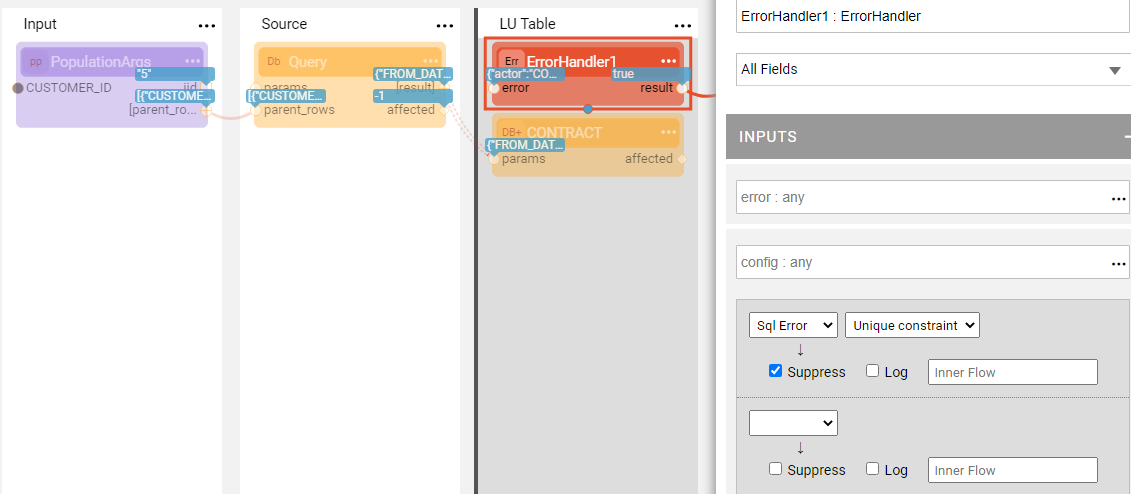 Input
...
pp PopulationArgs ...
"5"
CUSTOMER_ID
iid
[{"CUSTOME...
[parent_ro...
Source
...
Db Query ...
{"FROM_DAT...
params
[result]
[{"CUSTOME...
-1
parent_rows
affected
LU Table
...
Err ErrorHandler1 ...
{"actor":"CO...
true
error
result
DB+ CONTRACT ...
{"FROM_DAT...
params
affected
ErrorHandler1 : ErrorHandler
All Fields
INPUTS
error : any ...
config : any ...
Sql Error
Unique constraint
↓
Suppress
Log
Inner Flow
↓
Suppress
Log
Inner Flow